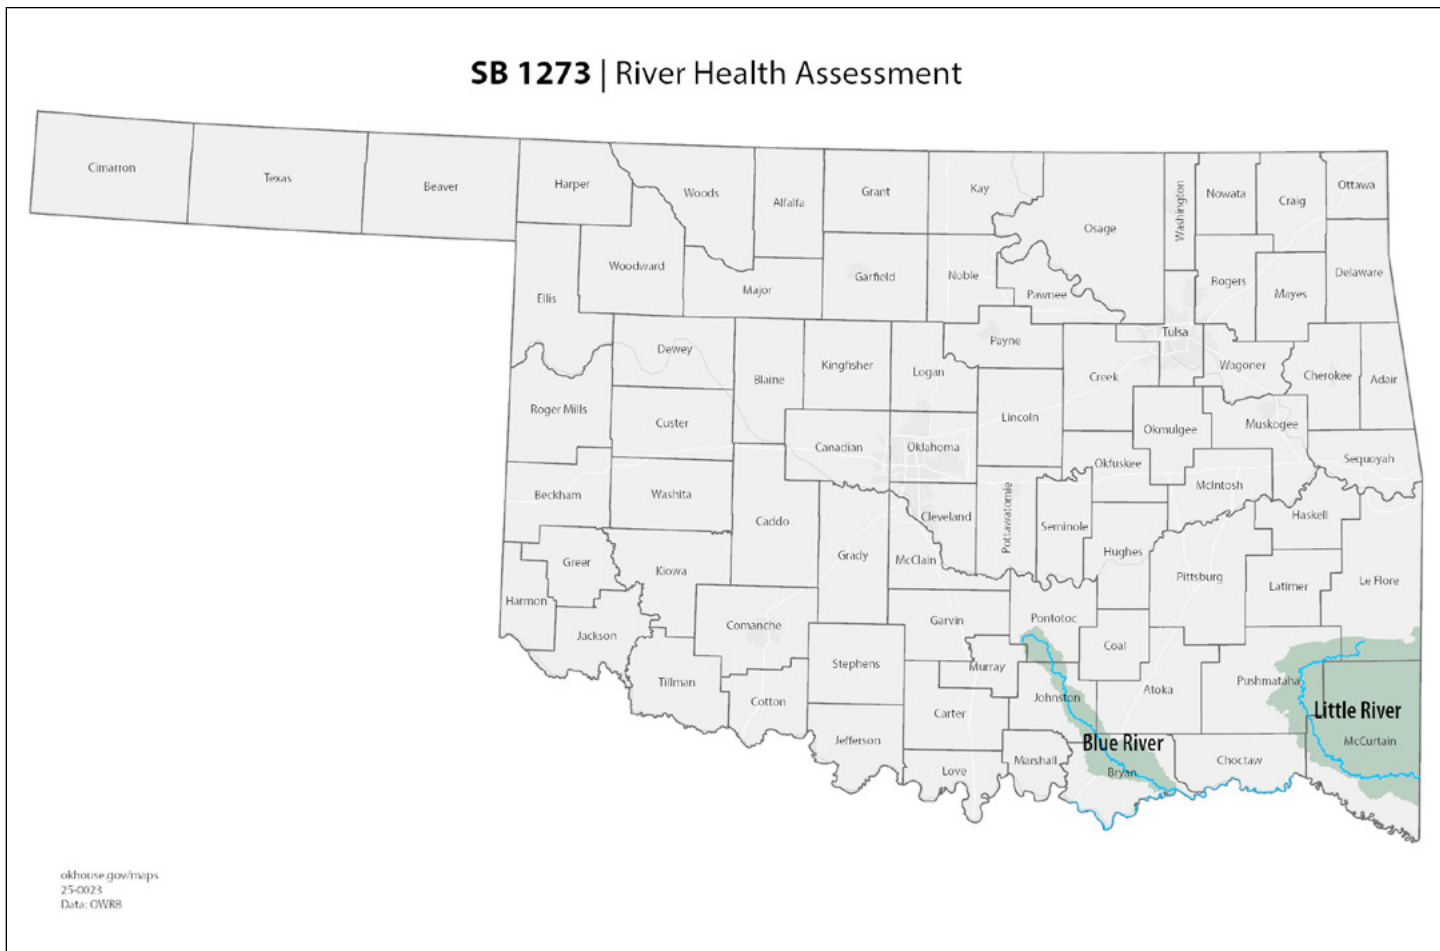 SB 1273 | River Health Assessment
Cimarron
Texas
Beaver
Harper
Woods
Alfalfa
Grant
Kay
Osage
Washington
Nowata
Craig
Ottawa
Ellis
Woodward
Major
Garfield
Noble
Pawnee
Rogers
Mayes
Delaware
Dewey
Blaine
Kingfisher
Logan
Payne
Creek
Tulsa
Wagoner
Cherokee
Adair
Roger Mills
Custer
Canadian
Oklahoma
Lincoln
Okmulgee
Muskogee
Sequoyah
Beckham
Washita
Caddo
Cleveland
Pottawatomie
Seminole
Okfuskee
McIntosh
Haskell
Greer
Kiowa
Grady
McClain
Hughes
Pittsburg
Latimer
Le Flore
Harmon
Jackson
Comanche
Garvin
Pontotoc
Coal
Tillman
Cotton
Stephens
Murray
Johnston
Atoka
Pushmataha
Jefferson
Carter
Love
Marshall
Blue River
Bryan
Choctaw
Little River
McCurtain
okhouse.gov/maps
25-0023
Data: OWRB